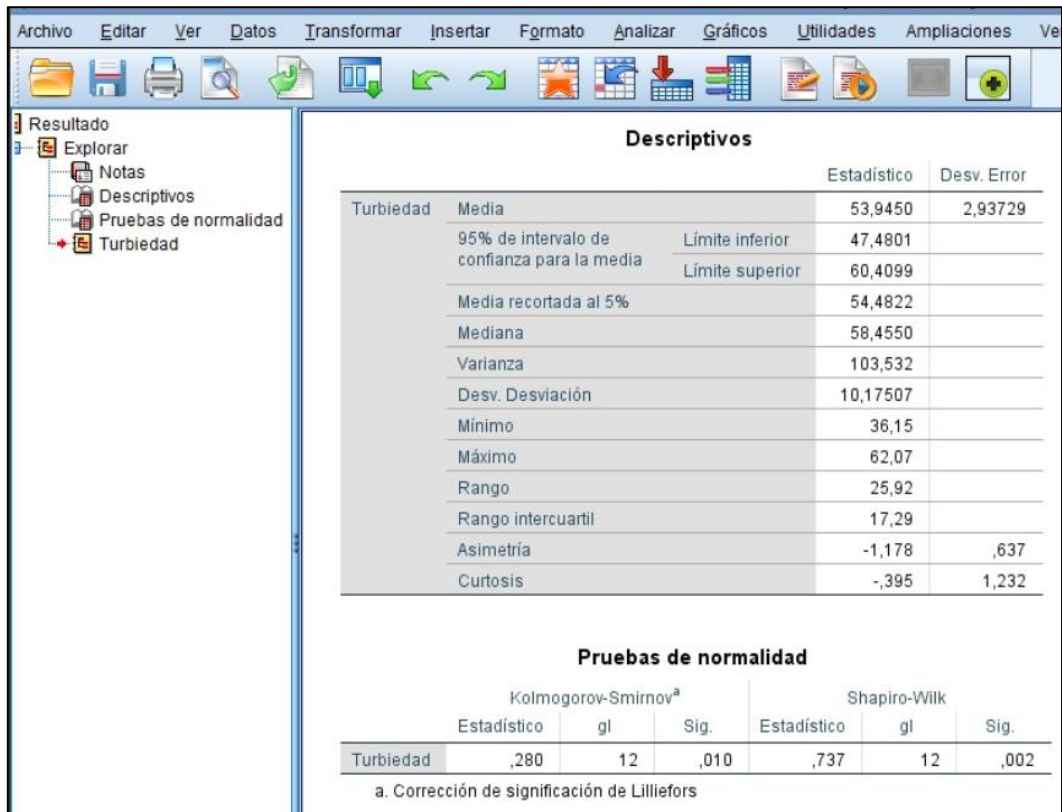 Archivo Editar Ver Datos Transformar Insertar Formato Analizar Gráficos Utilidades Ampliaciones Ve
Resultado
Explorar
Notas
Descriptivos
Pruebas de normalidad
Turbiedad
Descriptivos
Estadístico Desv. Error
Turbiedad Media 53,9450 2,93729
95% de intervalo de confianza para la media Límite inferior 47,4801
Límite superior 60,4099
Media recortada al 5% 54,4822
Mediana 58,4550
Varianza 103,532
Desv. Desviación 10,17507
Mínimo 36,15
Máximo 62,07
Rango 25,92
Rango intercuartil 17,29
Asimetría -1,178 ,637
Curtosis -,395 1,232
Pruebas de normalidad
Kolmogorov-Smirnovª Shapiro-Wilk
Estadístico gl Sig. Estadístico gl Sig.
Turbiedad ,280 12 ,010 ,737 12 ,002
a. Corrección de significación de Lilliefors